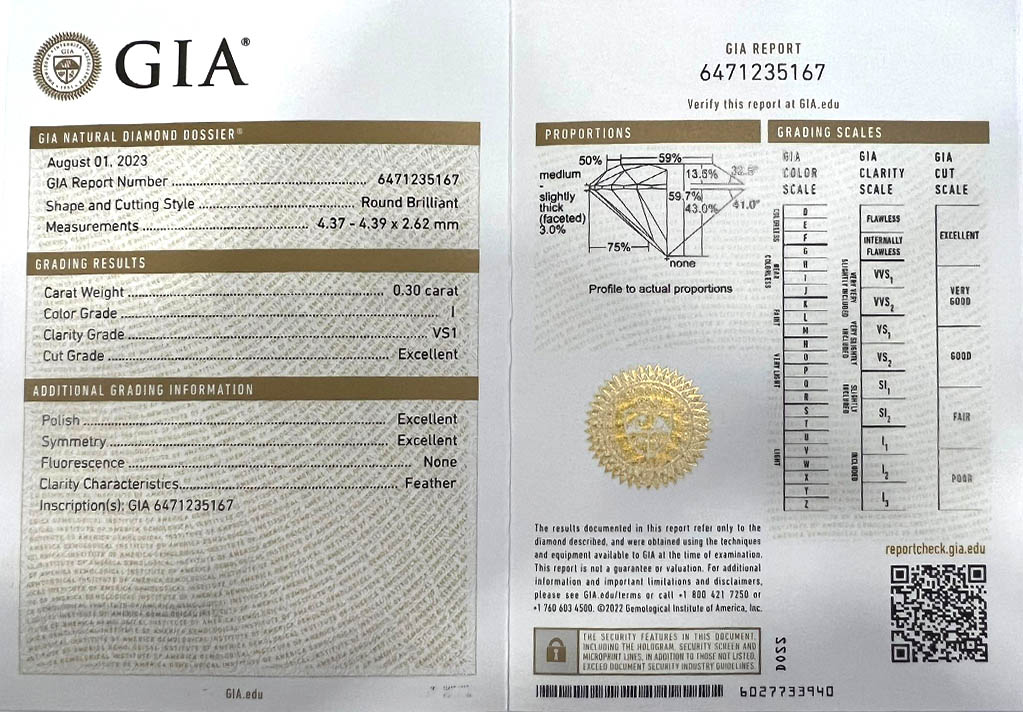 GIA®
GIA NATURAL DIAMOND DOSSIER®
August 01, 2023
GIA Report Number 6471235167
Shape and Cutting Style Round Brilliant
Measurements 4.37 - 4.39 x 2.62 mm
GRADING RESULTS
Carat Weight 0.30 carat
Color Grade I
Clarity Grade VS1
Cut Grade Excellent
ADDITIONAL GRADING INFORMATION
Polish Excellent
Symmetry Excellent
Fluorescence None
Clarity Characteristics Feather
Inscription(s): GIA 6471235167
GIA.edu
GIA REPORT
6471235167
Verify this report at GIA.edu
PROPORTIONS
50%
59%
medium
-
slightly
thick
(faceted)
3.0%
13.5%
59.7%
43.0%
41.0°
75%
none
Profile to actual proportions
GRADING SCALES
GIA
COLOR
SCALE
COLORLESS
D
E
F
NEAR COLORLESS
G
H
I
J
FAINT
K
L
M
VERY LIGHT
N
O
P
Q
R
LIGHT
S
T
U
V
W
X
Y
Z
GIA
CLARITY
SCALE
FLAWLESS
INTERNALLY
FLAWLESS
VERY VERY
SLIGHTLY INCLUDED
VVS1
VVS2
VERY SLIGHTLY
INCLUDED
VS1
VS2
SLIGHTLY
INCLUDED
SI1
SI2
INCLUDED
I1
I2
I3
GIA
CUT
SCALE
EXCELLENT
VERY
GOOD
GOOD
FAIR
POOR
The results documented in this report refer only to the
diamond described, and were obtained using the techniques
and equipment available to GIA at the time of examination.
This report is not a guarantee or valuation. For additional
information and important limitations and disclaimers,
please see GIA.edu/terms or call +1 800 421 7250 or
+1 760 603 4500. ©2022 Gemological Institute of America, Inc.
THE SECURITY FEATURES IN THIS DOCUMENT,
INCLUDING THE HOLOGRAM, SECURITY SCREEN AND
MICROPRINT LINES, IN ADDITION TO THOSE NOT LISTED,
EXCEED DOCUMENT SECURITY INDUSTRY GUIDELINES.
DO22
reportcheck.gia.edu
6027733940